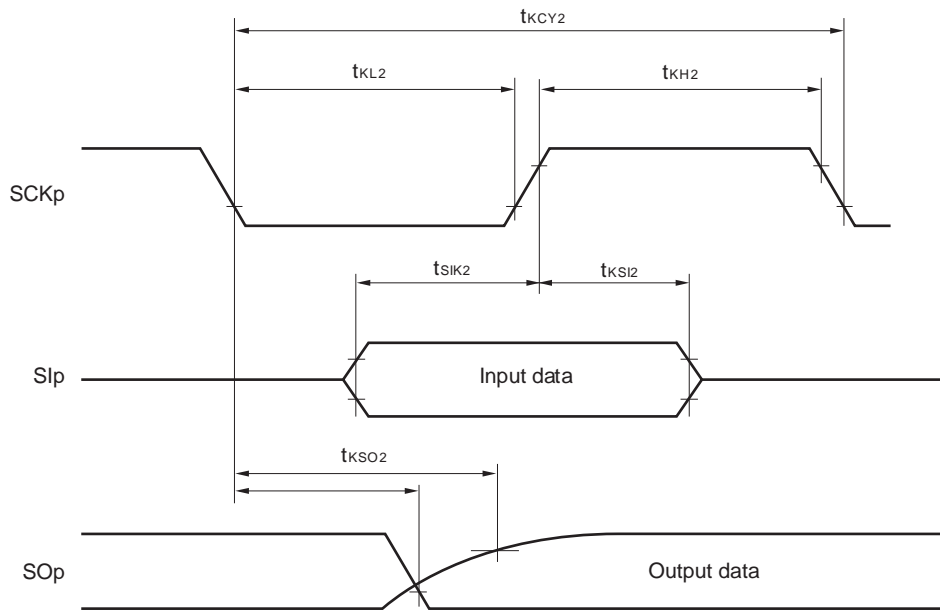 tKCY2
tKL2
tKH2
SCKp
tSIK2
tKSI2
SIp
Input data
tKSO2
SOp
Output data